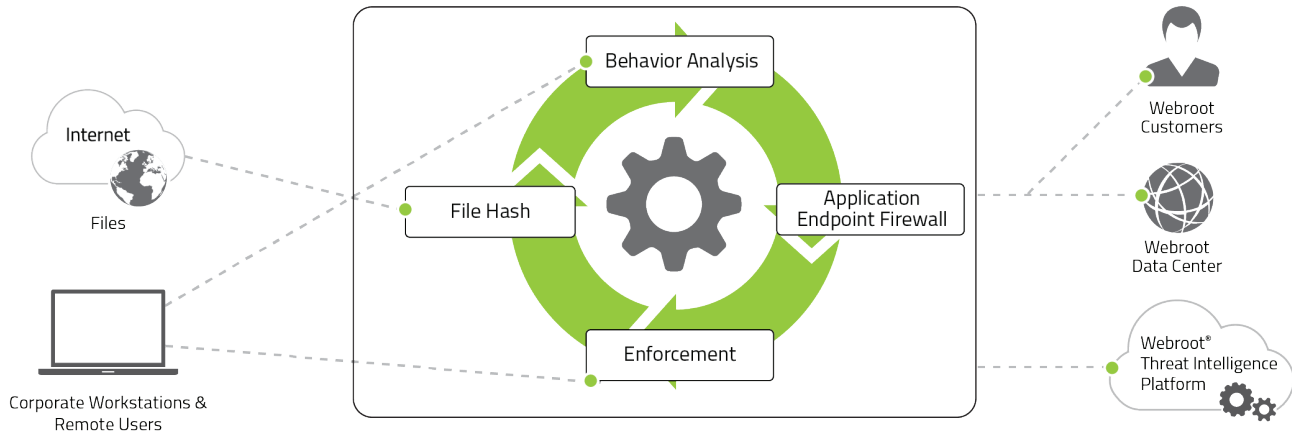 Internet
Files
Corporate Workstations &
Remote Users
Behavior Analysis
File Hash
Application
Endpoint Firewall
Enforcement
Webroot
Customers
Webroot
Data Center
Webroot®
Threat Intelligence
Platform